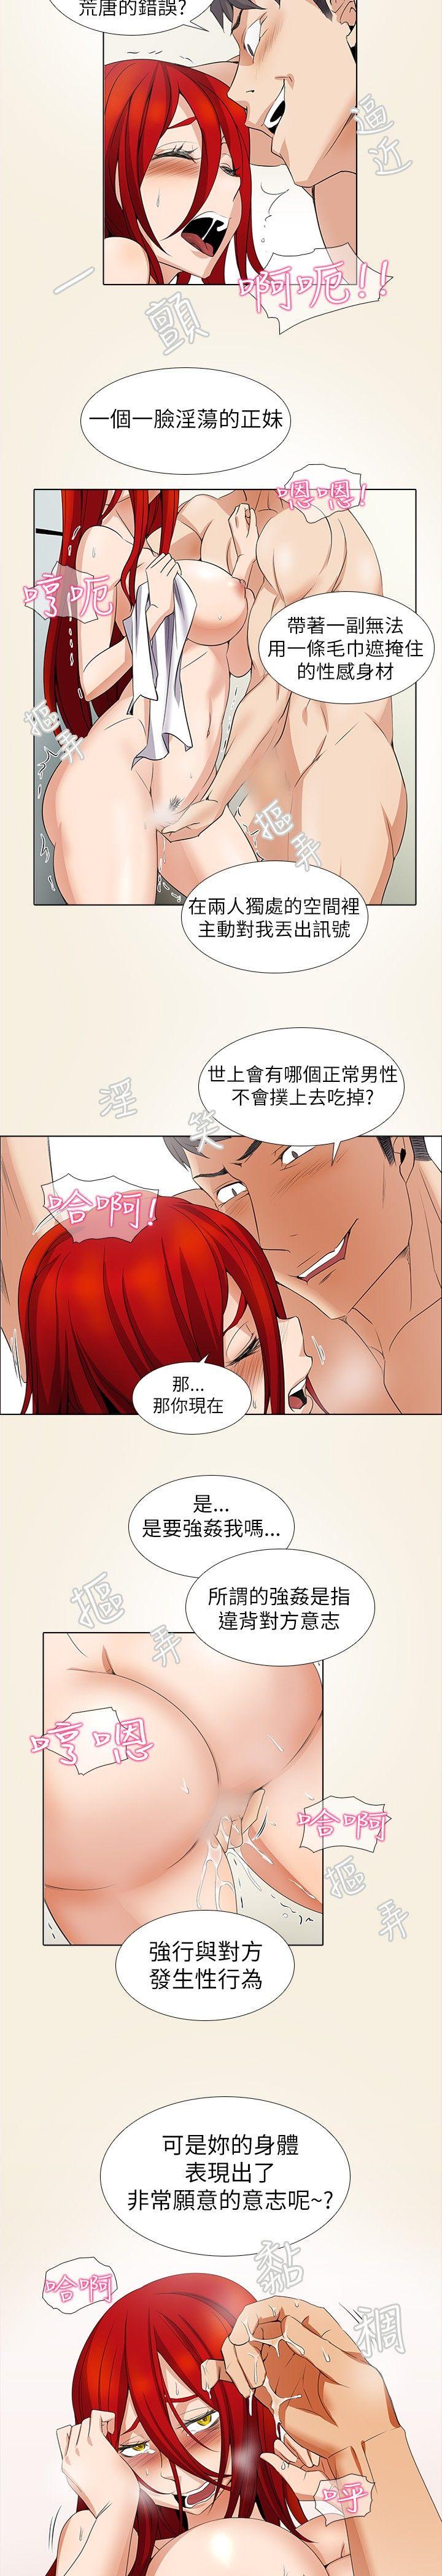 荒唐的錯誤?
逼近
啊呃!!
一顫
一個一臉淫蕩的正妹
嗯嗯!
哼呃
帶著一副無法
用一條毛巾遮掩住
的性感身材
摳弄
摳弄
在兩人獨處的空間裡
主動對我丟出訊號
世上會有哪個正常男性
不會撲上去吃掉?
淫笑
哈啊!
那...
那你現在
是...
是要強姦我嗎...
所謂的強姦是指
違背對方意志
摳弄
哼嗯
哈啊
摳弄
強行與對方
發生性行為
可是妳的身體
表現出了
非常願意的意志呢~?
黏稠
哈啊
呼